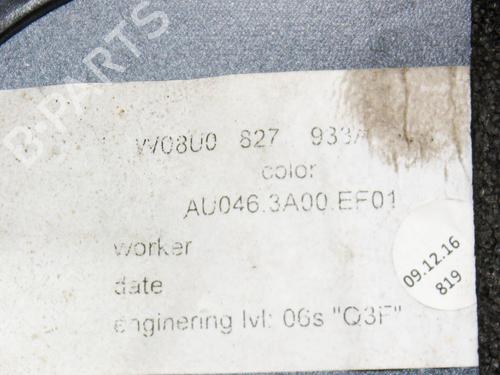 B-PARTS
W08U0 827 933A
color
AU046.3A00.EF01
worker
date
enginering lvl: 06s "Q3F"
09.12.16
819